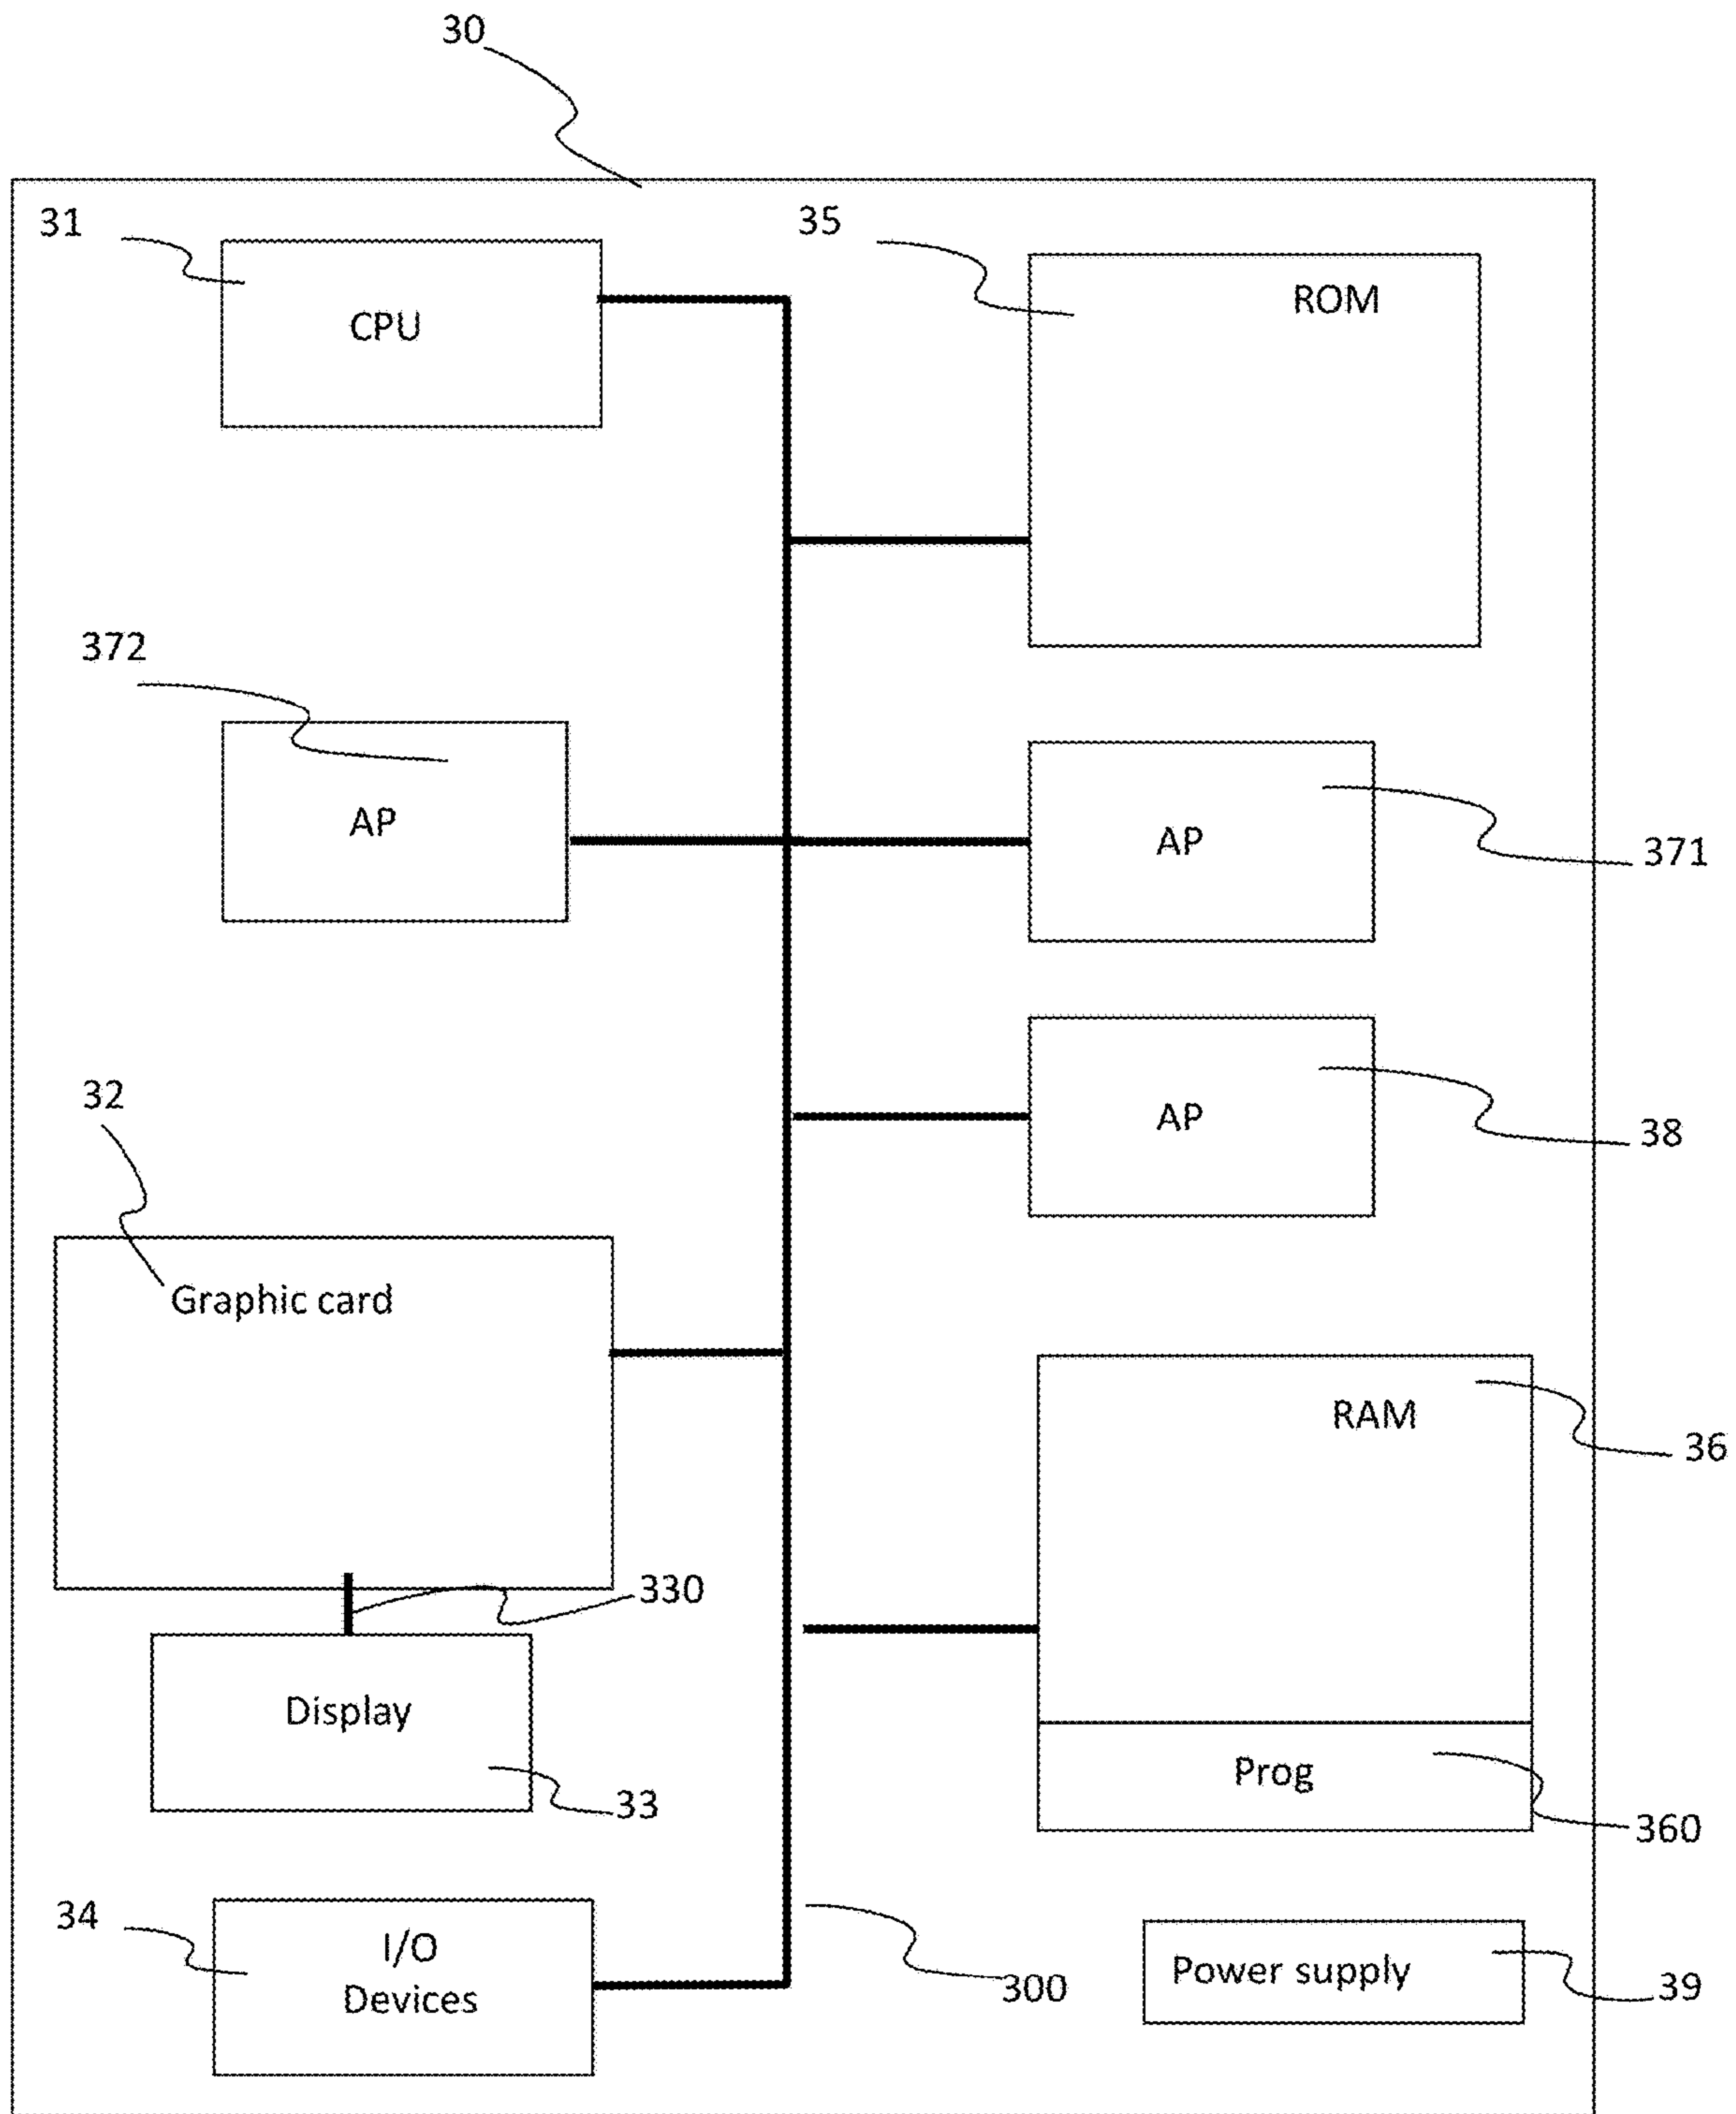 30
31
35
CPU
ROM
372
AP
AP
371
AP
38
32
Graphic card
RAM
36
330
Display
33
Prog
360
34
I/O
Devices
300
Power supply
39